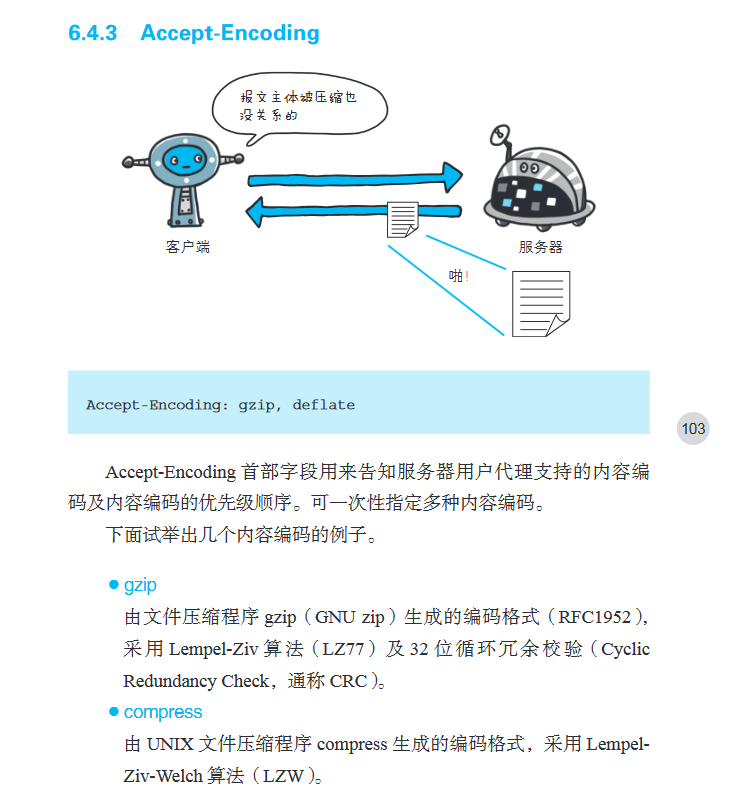 6.4.3 Accept-Encoding
报文主体被压缩也
没关系的
客户端
服务器
啪！
Accept-Encoding: gzip, deflate
103
Accept-Encoding 首部字段用来告知服务器用户代理支持的内容编
码及内容编码的优先级顺序。可一次性指定多种内容编码。
下面试举出几个内容编码的例子。
● gzip
由文件压缩程序 gzip（GNU zip）生成的编码格式（RFC1952），
采用 Lempel-Ziv 算法（LZ77）及 32 位循环冗余校验（Cyclic
Redundancy Check，通称 CRC）。
● compress
由 UNIX 文件压缩程序 compress 生成的编码格式，采用 Lempel-
Ziv-Welch 算法（LZW）。